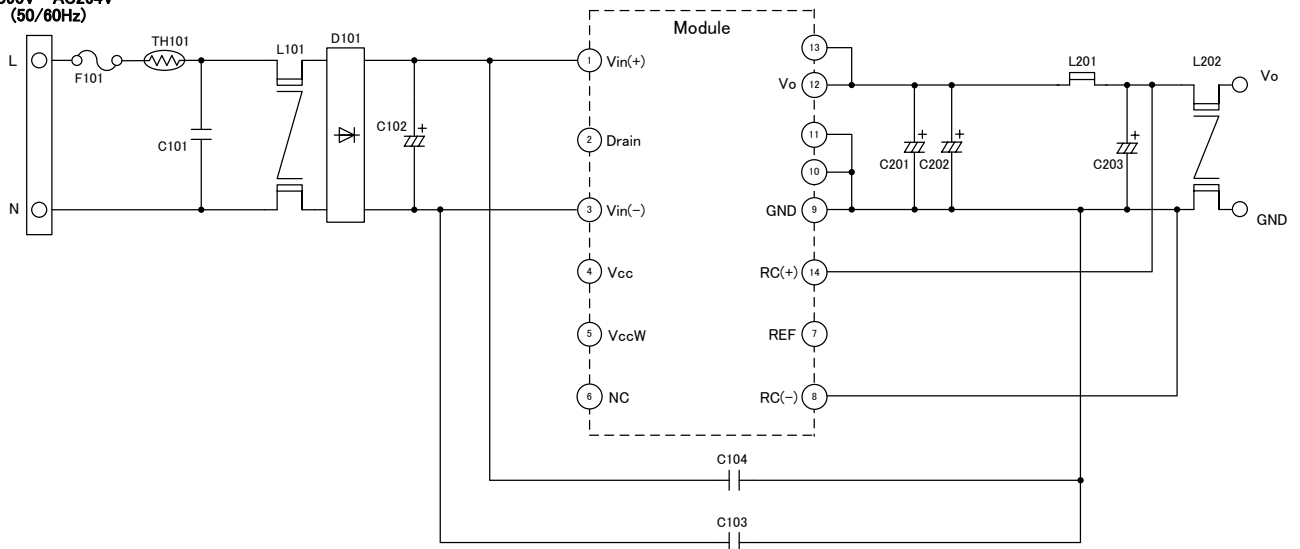 (50/60Hz)
L
F101
TH101
C101
L101
D101
C102
+
N
Module
1 Vin(+)
2 Drain
3 Vin(-)
4 Vcc
5 VccW
6 NC
13
Vo 12
11
10
GND 9
RC(+) 14
REF 7
RC(-) 8
C201
+
C202
+
L201
C203
+
L202
Vo
GND
C104
C103